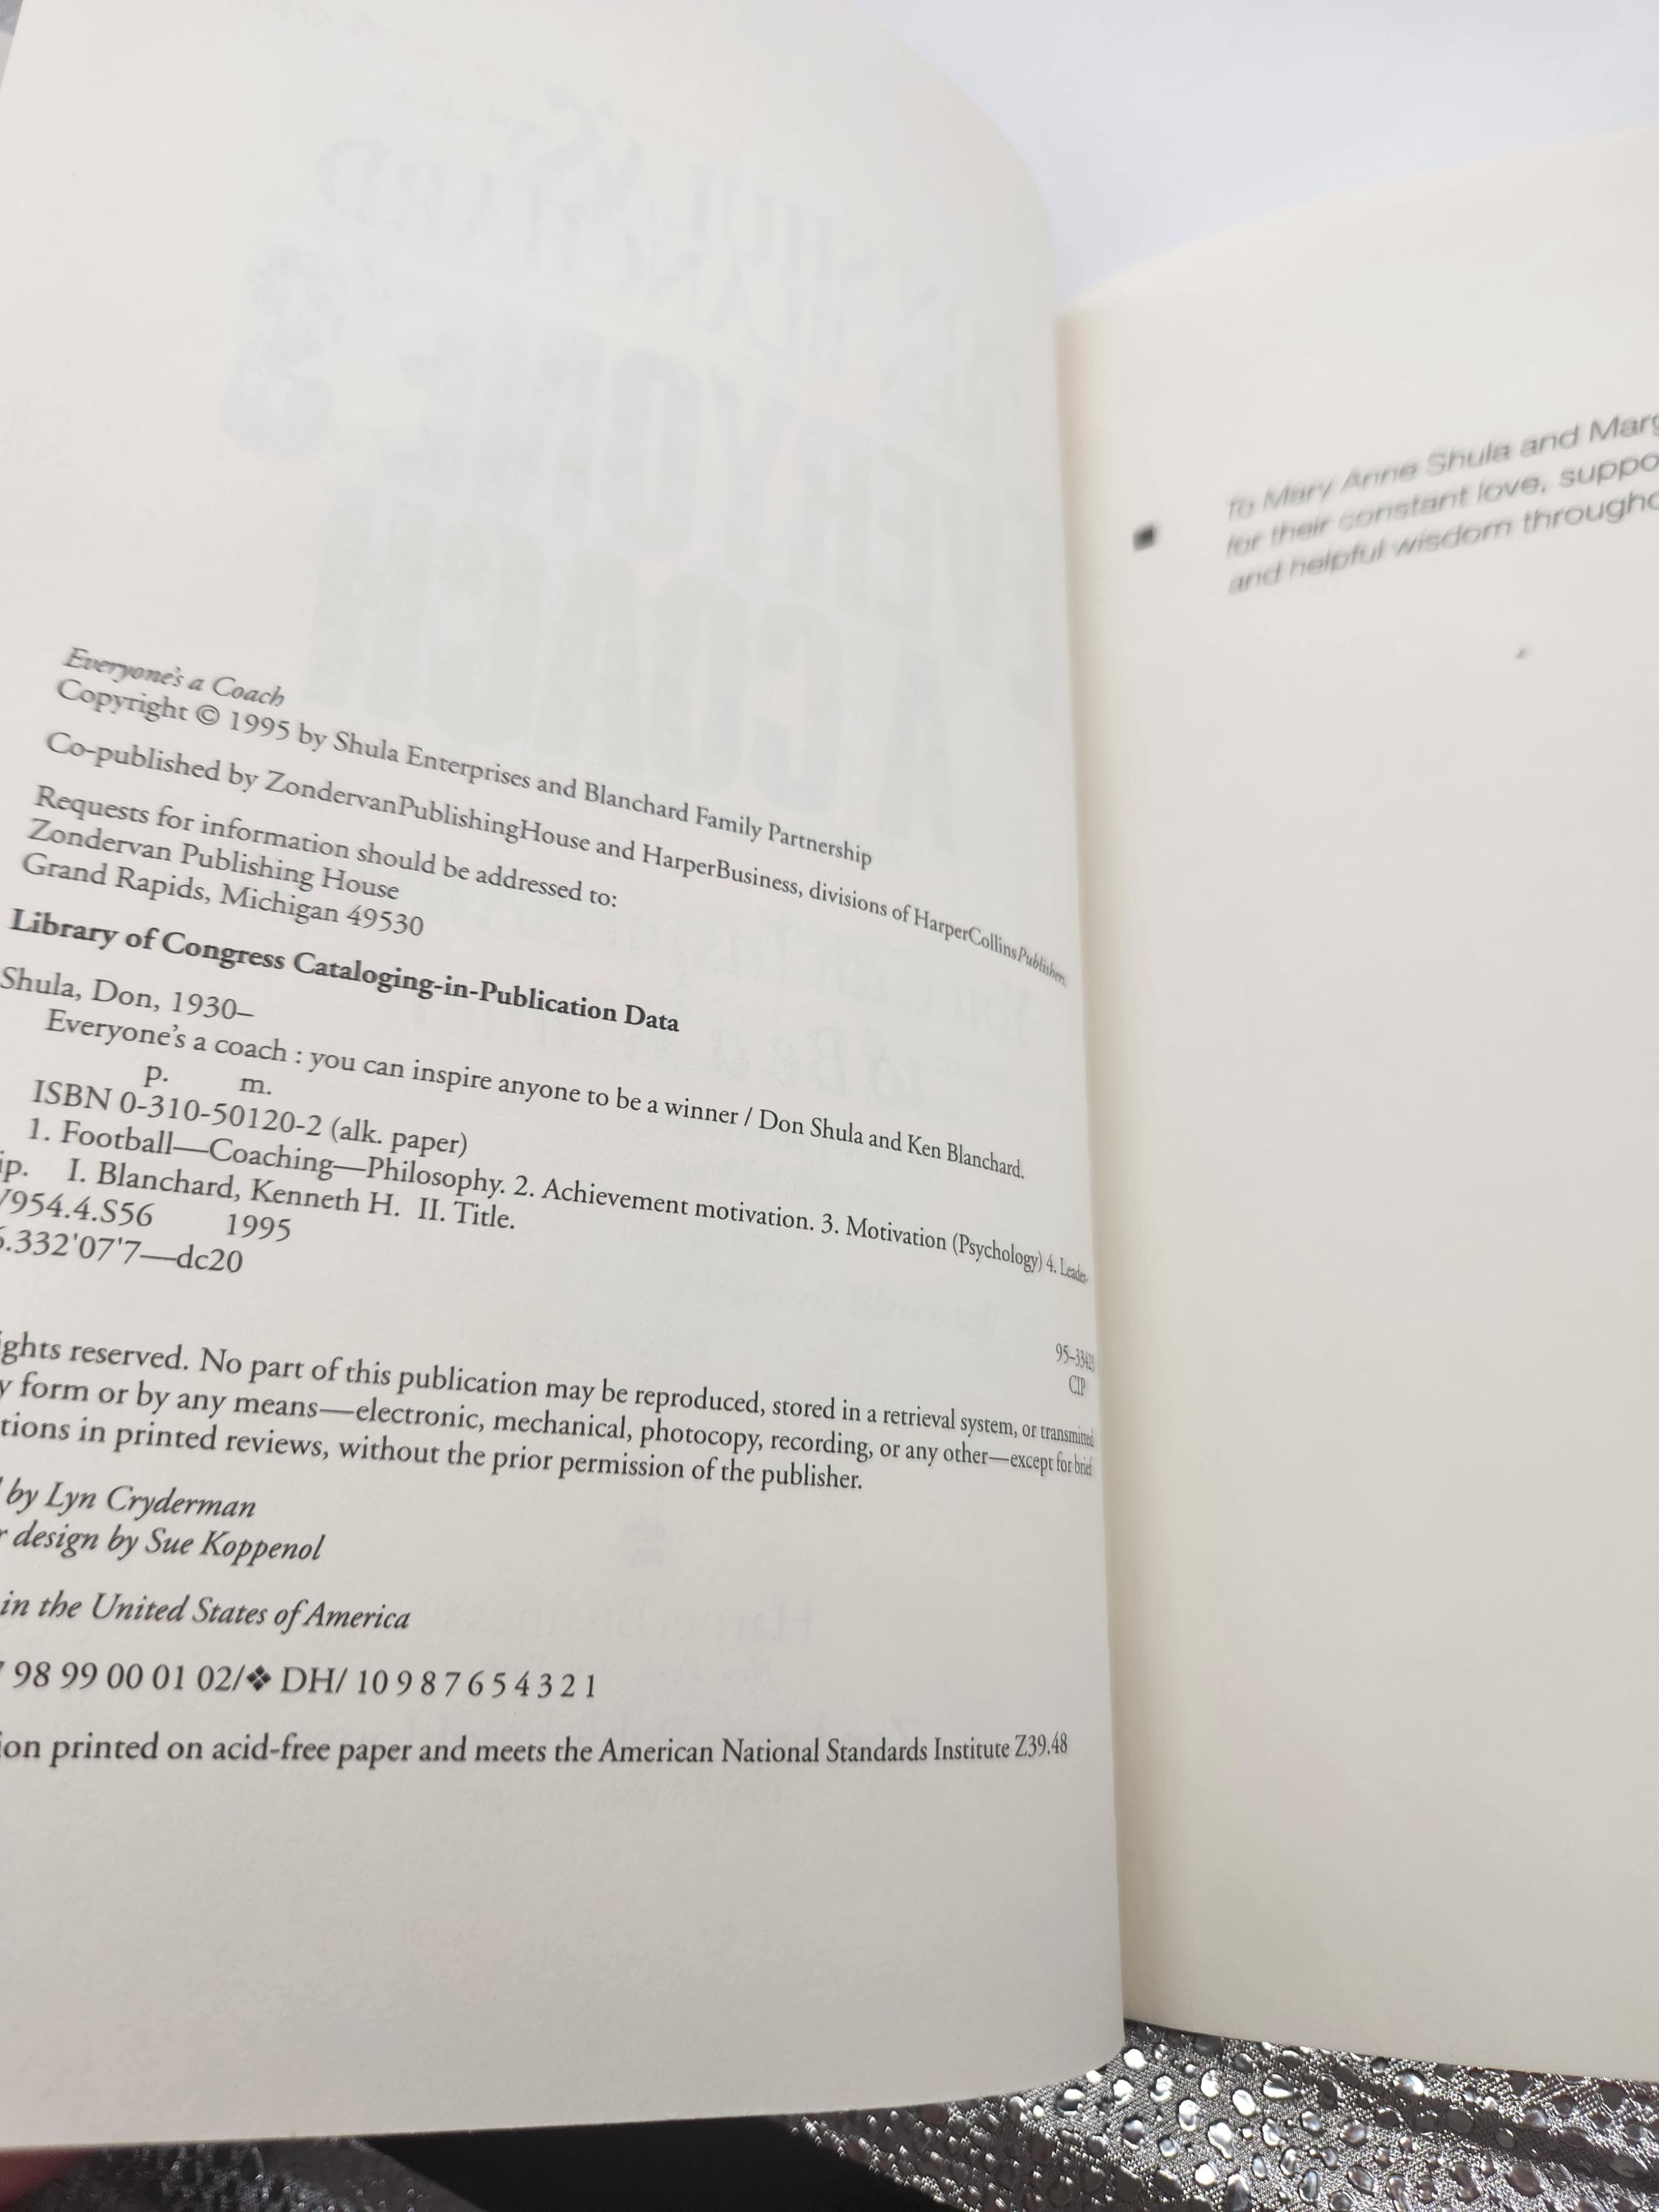 Everyone's a Coach
Copyright © 1995 by Shula Enterprises and Blanchard Family Partnership
Co-published by ZondervanPublishingHouse and HarperBusiness, divisions of HarperCollinsPublishers
Requests for information should be addressed to:
Zondervan Publishing House
Grand Rapids, Michigan 49530
Library of Congress Cataloging-in-Publication Data
Shula, Don, 1930–
Everyone's a coach : you can inspire anyone to be a winner / Don Shula and Ken Blanchard.
p. m.
ISBN 0-310-50120-2 (alk. paper)
1. Football—Coaching—Philosophy. 2. Achievement motivation. 3. Motivation (Psychology) 4. Leader-
ip. I. Blanchard, Kenneth H. II. Title.
954.4.S56 1995
.332'07'7—dc20
95–33423
CIP
ghts reserved. No part of this publication may be reproduced, stored in a retrieval system, or transmitted
y form or by any means—electronic, mechanical, photocopy, recording, or any other—except for brief
tions in printed reviews, without the prior permission of the publisher.
by Lyn Cryderman
r design by Sue Koppenol
in the United States of America
98 99 00 01 02/❖ DH/ 10 9 8 7 6 5 4 3 2 1
ion printed on acid-free paper and meets the American National Standards Institute Z39.48
To Mary Anne Shula and Marg
for their constant love, suppo
and helpful wisdom througho